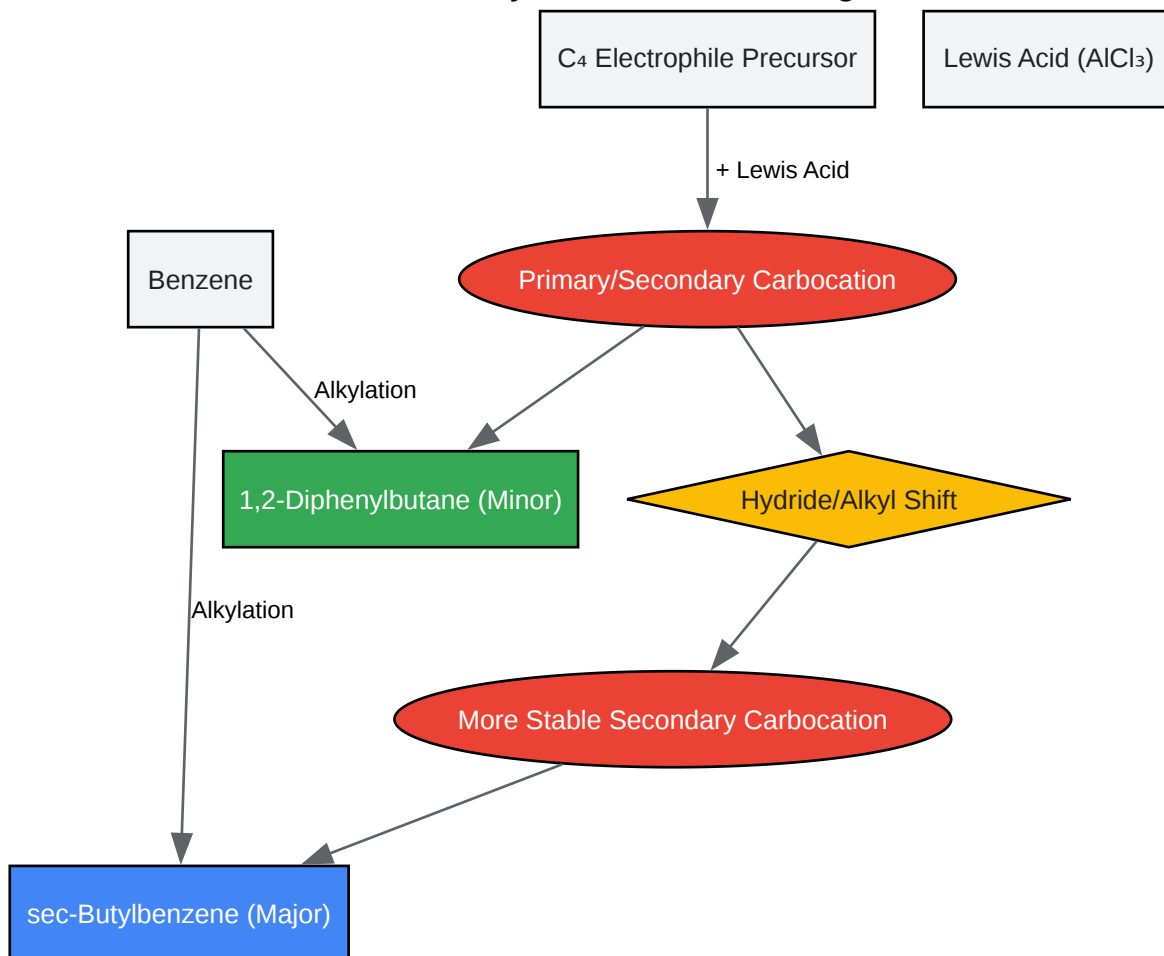 C₄ Electrophile Precursor
Lewis Acid (AlCl₃)
+ Lewis Acid
Benzene
Primary/Secondary Carbocation
Alkylation
1,2-Diphenylbutane (Minor)
Hydride/Alkyl Shift
Alkylation
More Stable Secondary Carbocation
sec-Butylbenzene (Major)